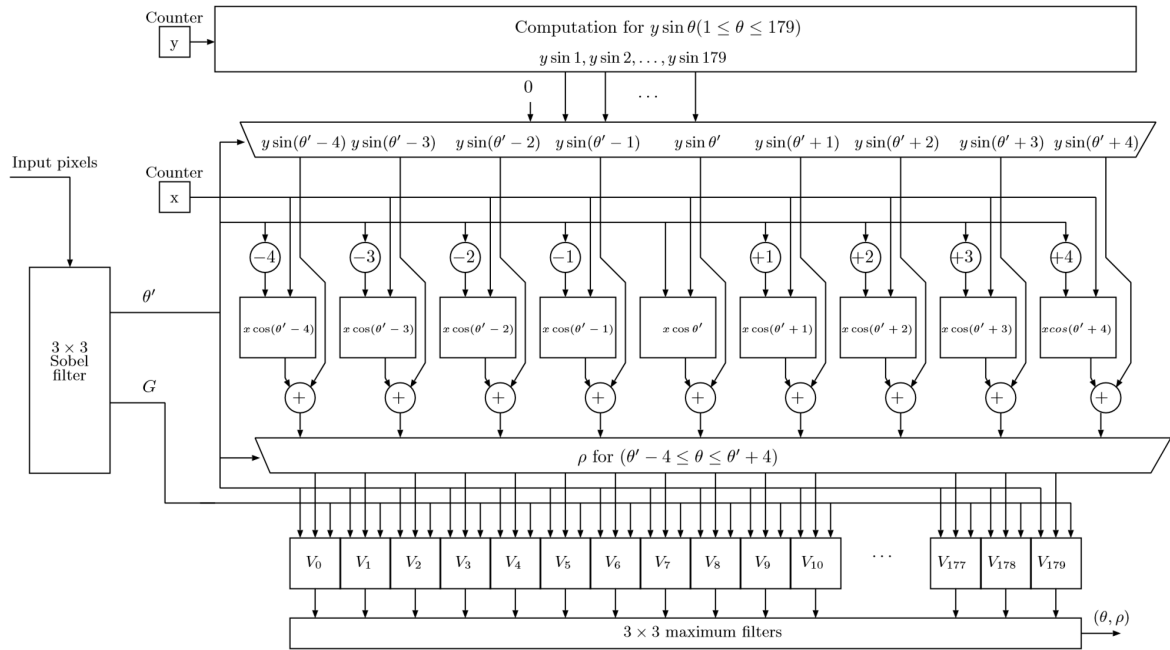 Counter
y
Computation for y sin θ(1 ≤ θ ≤ 179)
y sin 1, y sin 2, . . . , y sin 179
0
. . .
y sin(θ′ − 4) y sin(θ′ − 3) y sin(θ′ − 2) y sin(θ′ − 1) y sin θ′ y sin(θ′ + 1) y sin(θ′ + 2) y sin(θ′ + 3) y sin(θ′ + 4)
Input pixels
Counter
x
−4 −3 −2 −1 +1 +2 +3 +4
θ′
x cos(θ′ − 4) x cos(θ′ − 3) x cos(θ′ − 2) x cos(θ′ − 1) x cos θ′ x cos(θ′ + 1) x cos(θ′ + 2) x cos(θ′ + 3) xcos(θ′ + 4)
3 × 3
Sobel
filter
G
+ + + + + + + + +
ρ for (θ′ − 4 ≤ θ ≤ θ′ + 4)
V₀ V₁ V₂ V₃ V₄ V₅ V₆ V₇ V₈ V₉ V₁₀ . . . V₁₇₇ V₁₇₈ V₁₇₉
3 × 3 maximum filters
(θ, ρ)